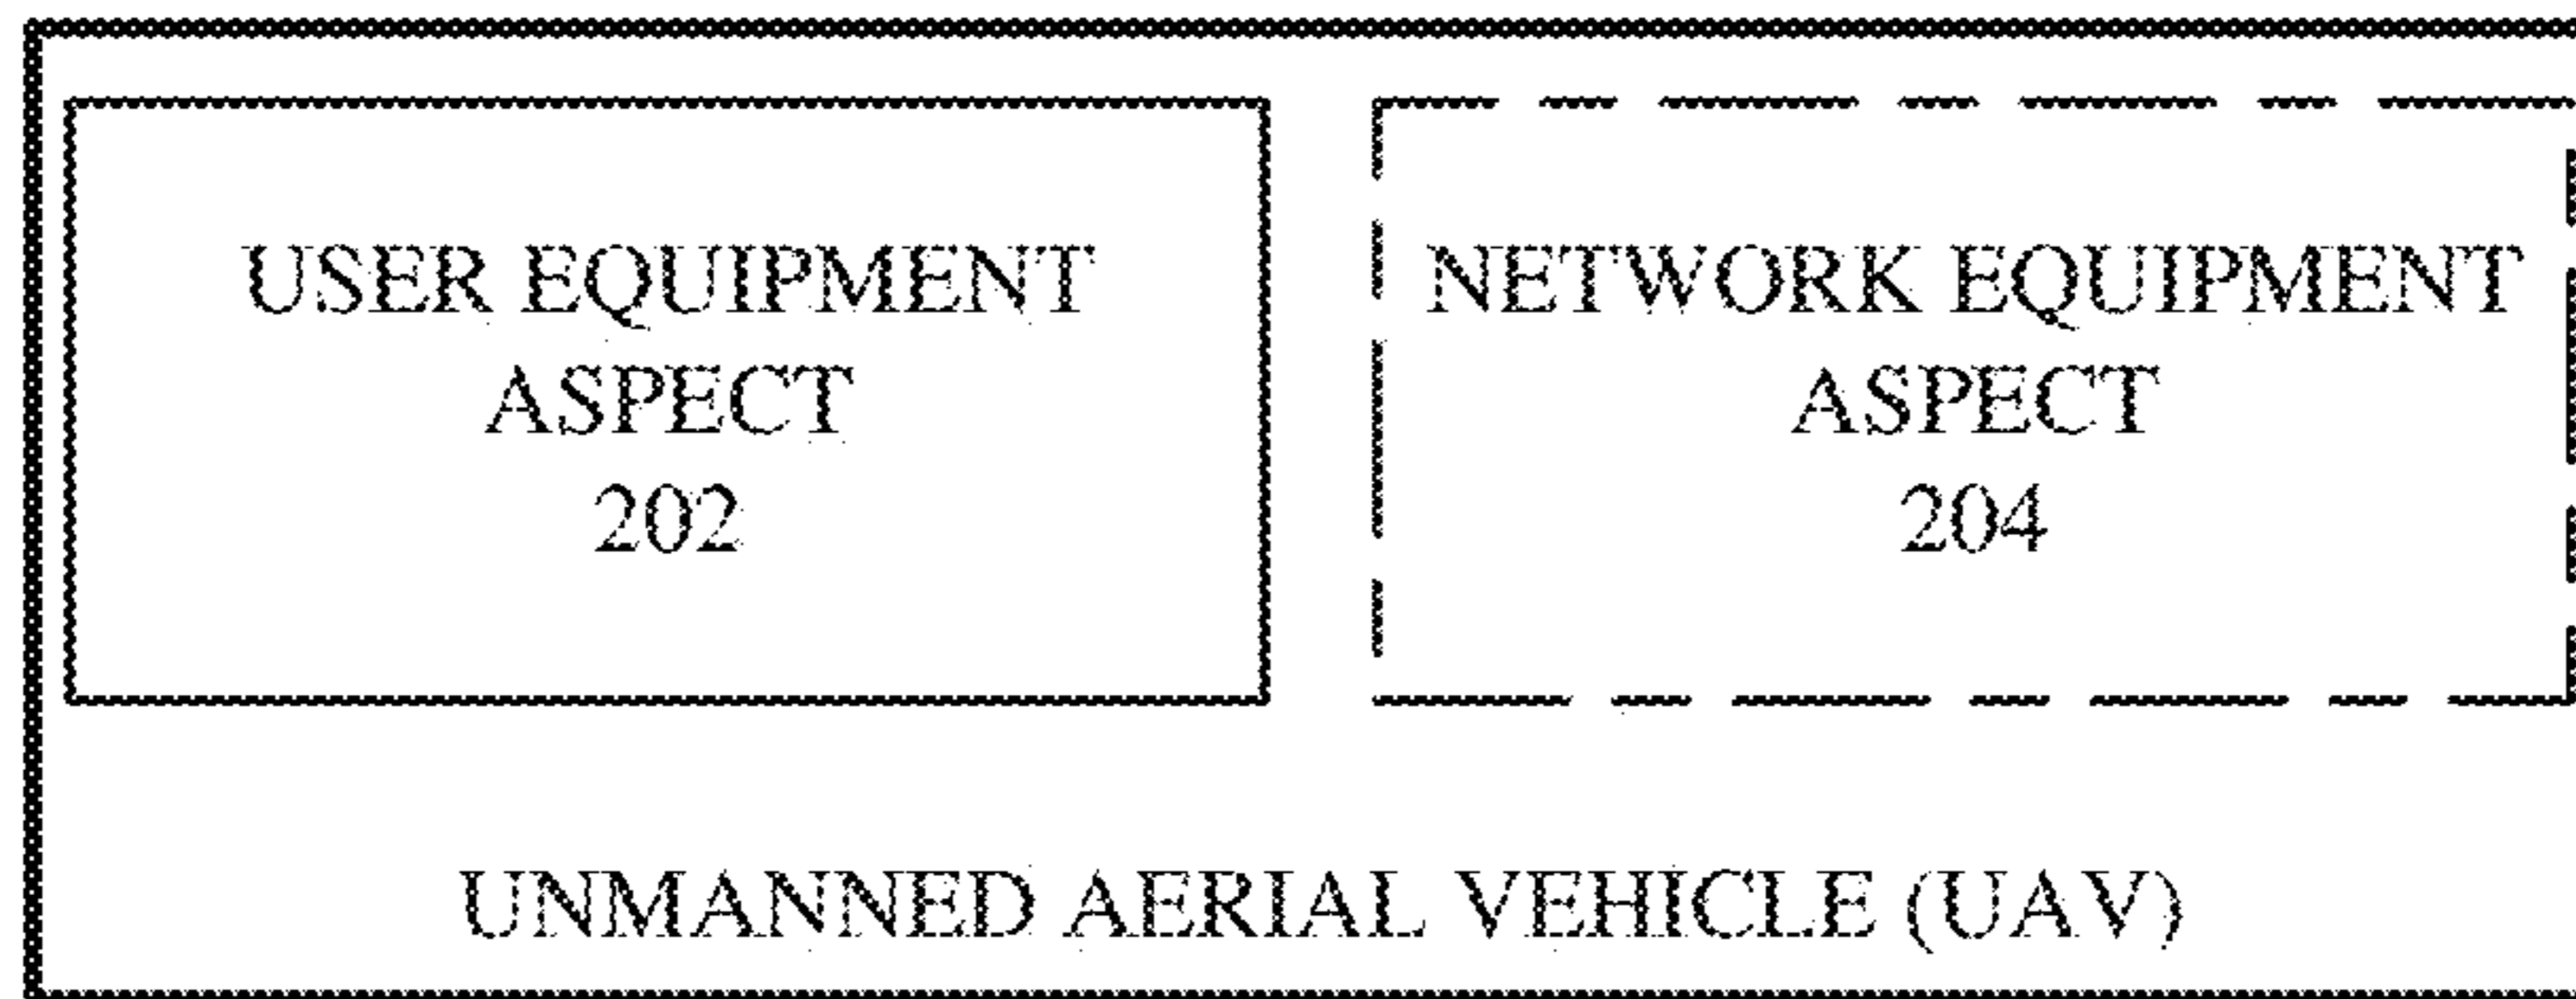 USER EQUIPMENT
ASPECT
202
NETWORK EQUIPMENT
ASPECT
204
UNMANNED AERIAL VEHICLE (UAV)